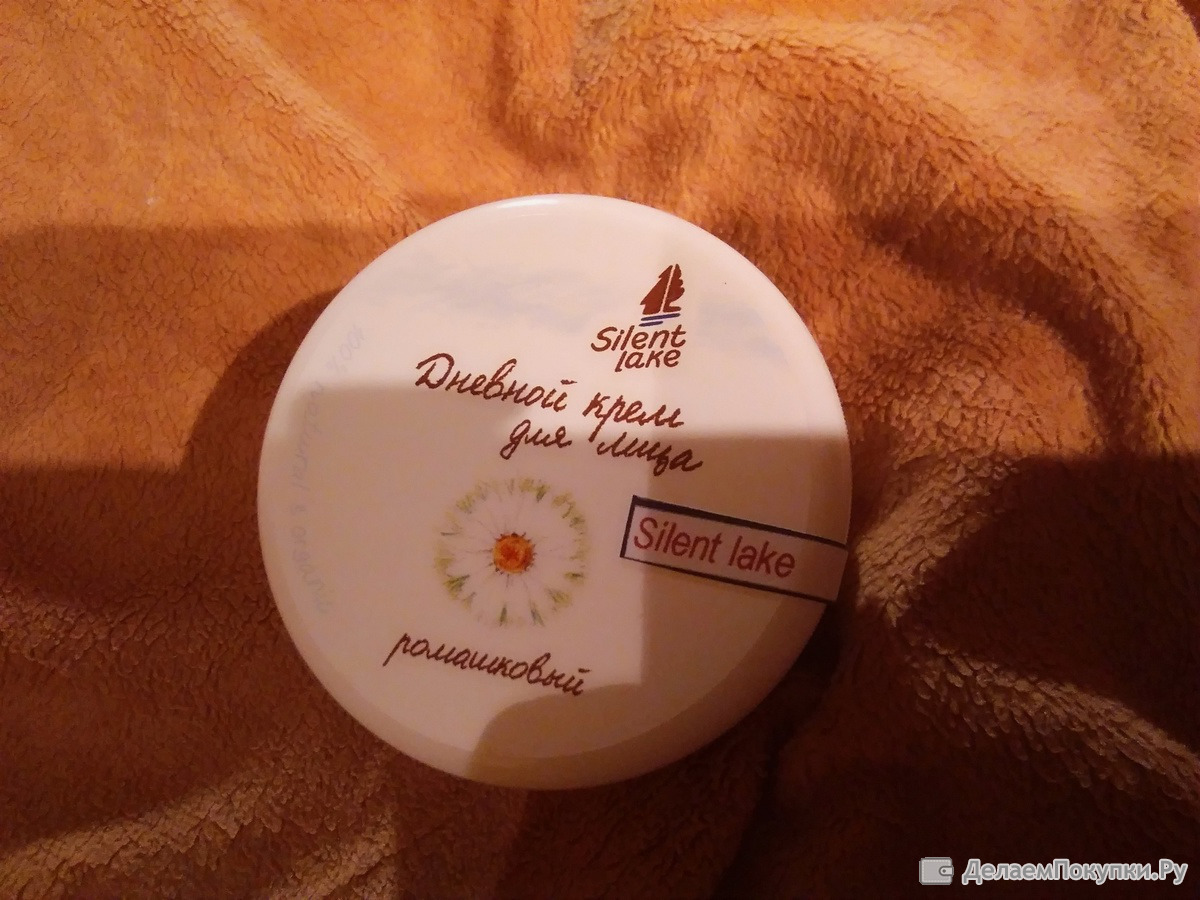 Silent
lake
Дневной крем
для лица
Silent lake
ромашковый
ДелаемПокупки.Ру